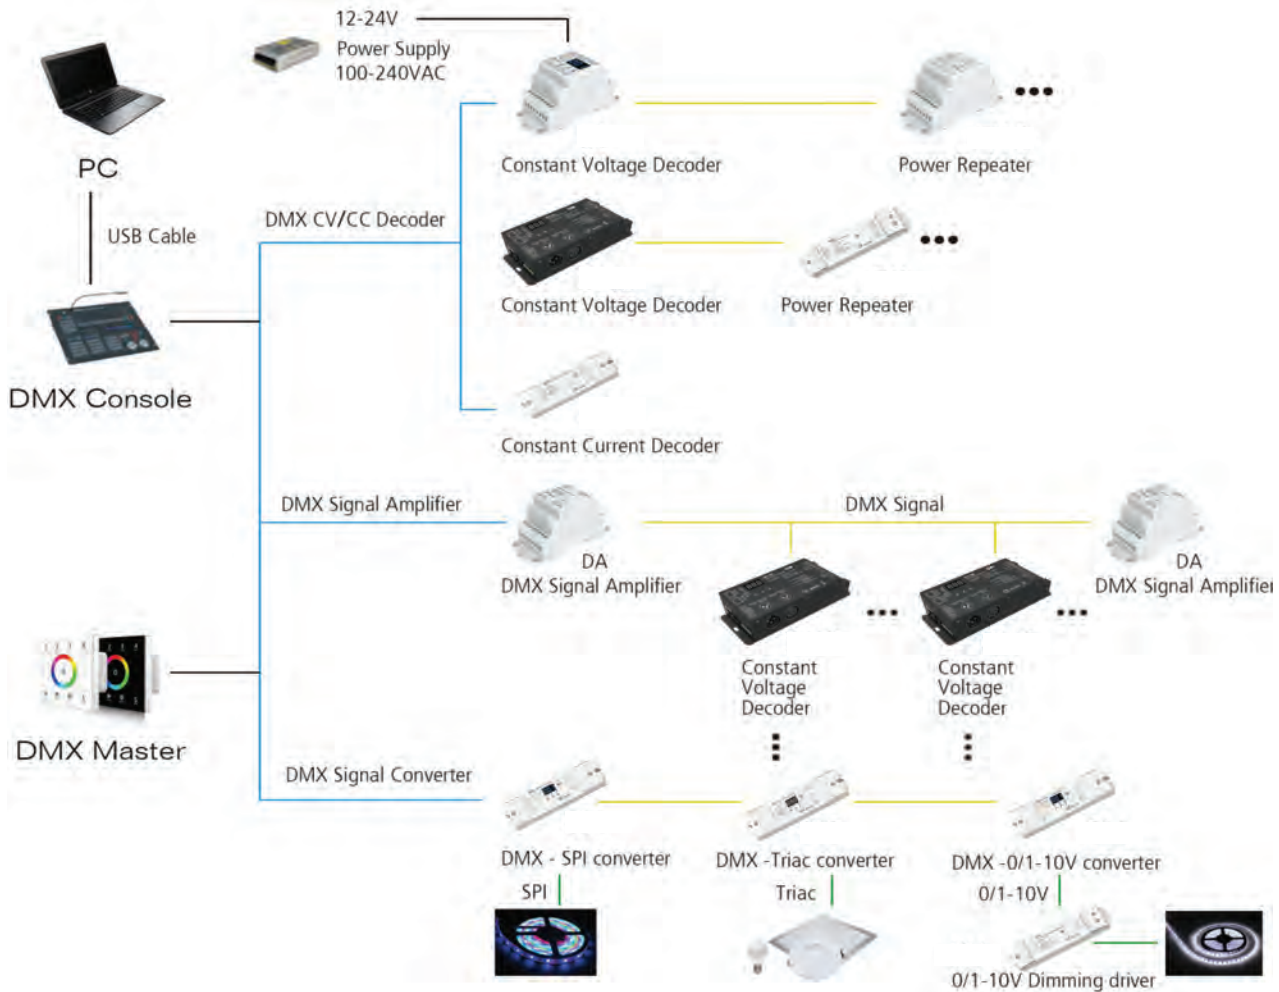 12-24V
Power Supply
100-240VAC
PC
USB Cable
DMX Console
DMX Master
DMX CV/CC Decoder
Constant Voltage Decoder
Power Repeater
Constant Voltage Decoder
Power Repeater
Constant Current Decoder
DMX Signal Amplifier
DA
DMX Signal Amplifier
DMX Signal
DA
DMX Signal Amplifier
Constant
Voltage
Decoder
Constant
Voltage
Decoder
DMX Signal Converter
DMX - SPI converter
DMX -Triac converter
DMX -0/1-10V converter
SPI
Triac
0/1-10V
0/1-10V Dimming driver